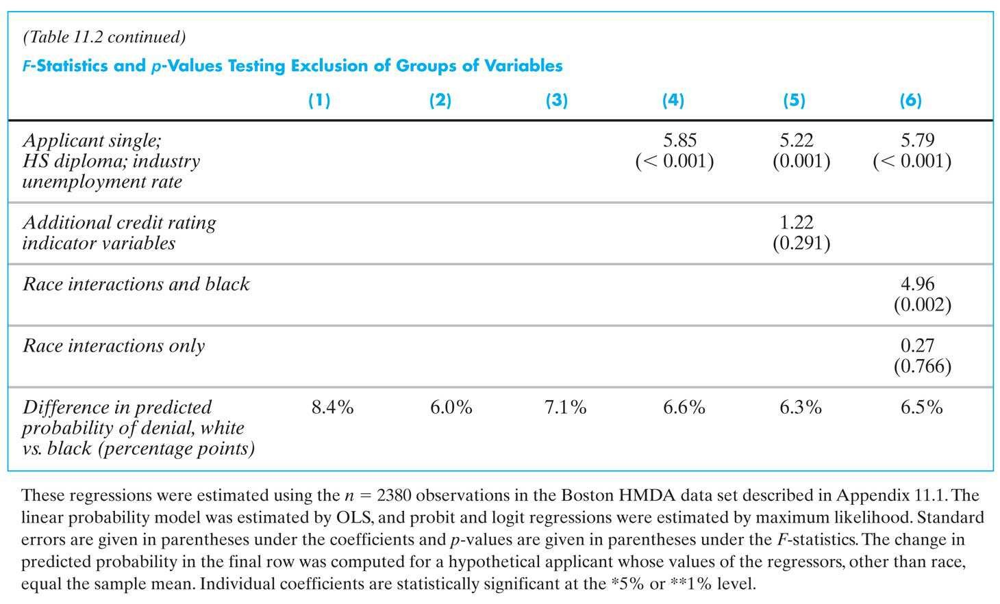 (Table 11.2 continued)
F-Statistics and p-Values Testing Exclusion of Groups of Variables
(1) (2) (3) (4) (5) (6)
Applicant single; 5.85 5.22 5.79
HS diploma; industry (< 0.001) (0.001) (< 0.001)
unemployment rate
Additional credit rating 1.22
indicator variables (0.291)
Race interactions and black 4.96
(0.002)
Race interactions only 0.27
(0.766)
Difference in predicted 8.4% 6.0% 7.1% 6.6% 6.3% 6.5%
probability of denial, white
vs. black (percentage points)
These regressions were estimated using the n = 2380 observations in the Boston HMDA data set described in Appendix 11.1. The
linear probability model was estimated by OLS, and probit and logit regressions were estimated by maximum likelihood. Standard
errors are given in parentheses under the coefficients and p-values are given in parentheses under the F-statistics. The change in
predicted probability in the final row was computed for a hypothetical applicant whose values of the regressors, other than race,
equal the sample mean. Individual coefficients are statistically significant at the *5% or **1% level.